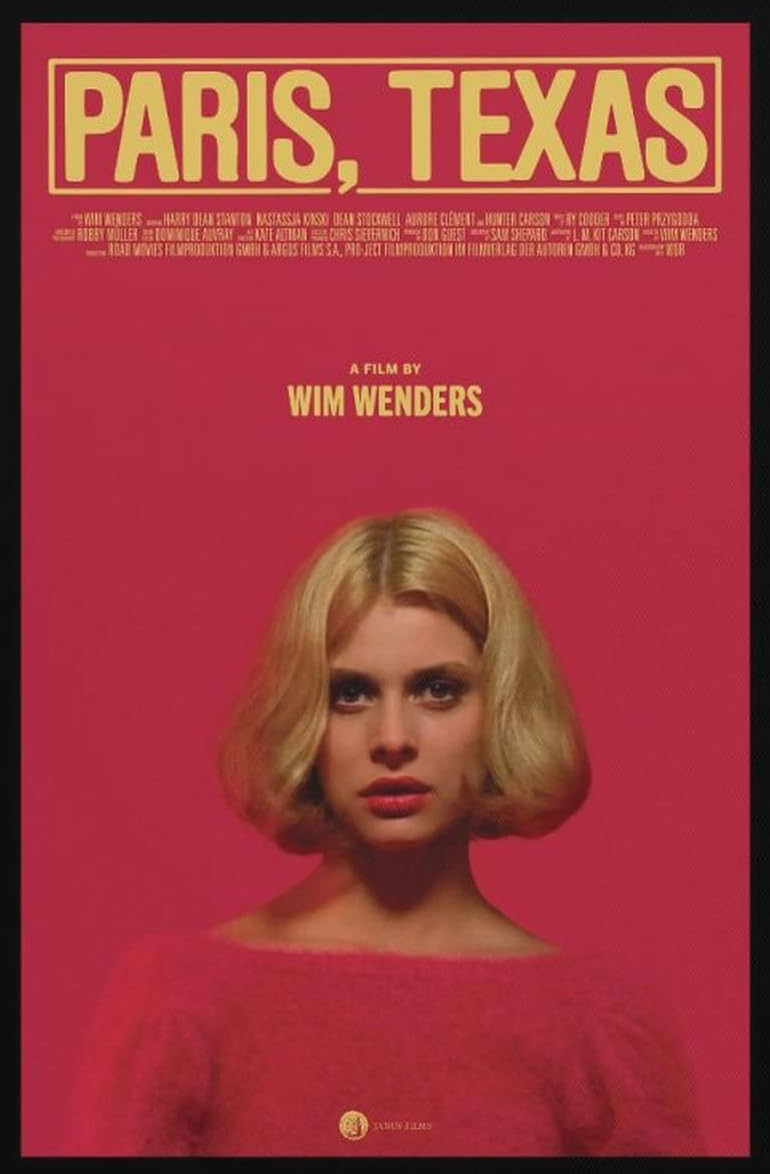 PARIS, TEXAS
WIM WENDERS HARRY DEAN STANTON NASTASSJA KINSKI DEAN STOCKWELL AURORE CLÉMENT HUNTER CARSON RY COODER PETER PRZYGODDA
ROBBY MÜLLER DOMINIQUE AUVRAY KATE ALTMAN CHRIS SIEVERNICH DON GUEST SAM SHEPARD L. M. KIT CARSON WIM WENDERS
ROAD MOVIES FILMPRODUKTION GMBH & ARGOS FILMS S.A., PRO-JECT FILMPRODUKTION IM FILMVERLAG DER AUTOREN GMBH & CO. KG WDR
A FILM BY
WIM WENDERS
JANUS FILMS